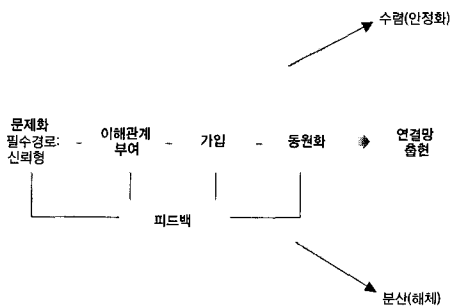 수렴(안정화)
문제화
필수경로:
신뢰형
이해관계
부여
가입
동원화
연결망
출현
피드백
분산(해체)